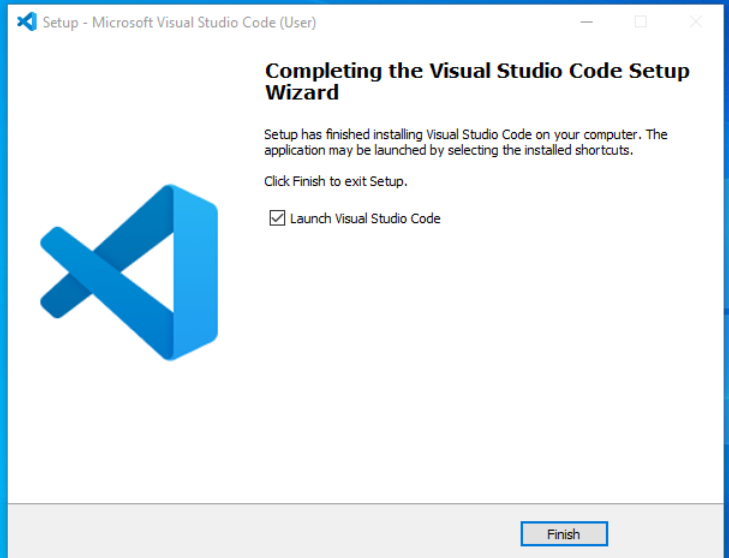 Setup - Microsoft Visual Studio Code (User)
Completing the Visual Studio Code Setup
Wizard
Setup has finished installing Visual Studio Code on your computer. The
application may be launched by selecting the installed shortcuts.
Click Finish to exit Setup.
Launch Visual Studio Code
Finish